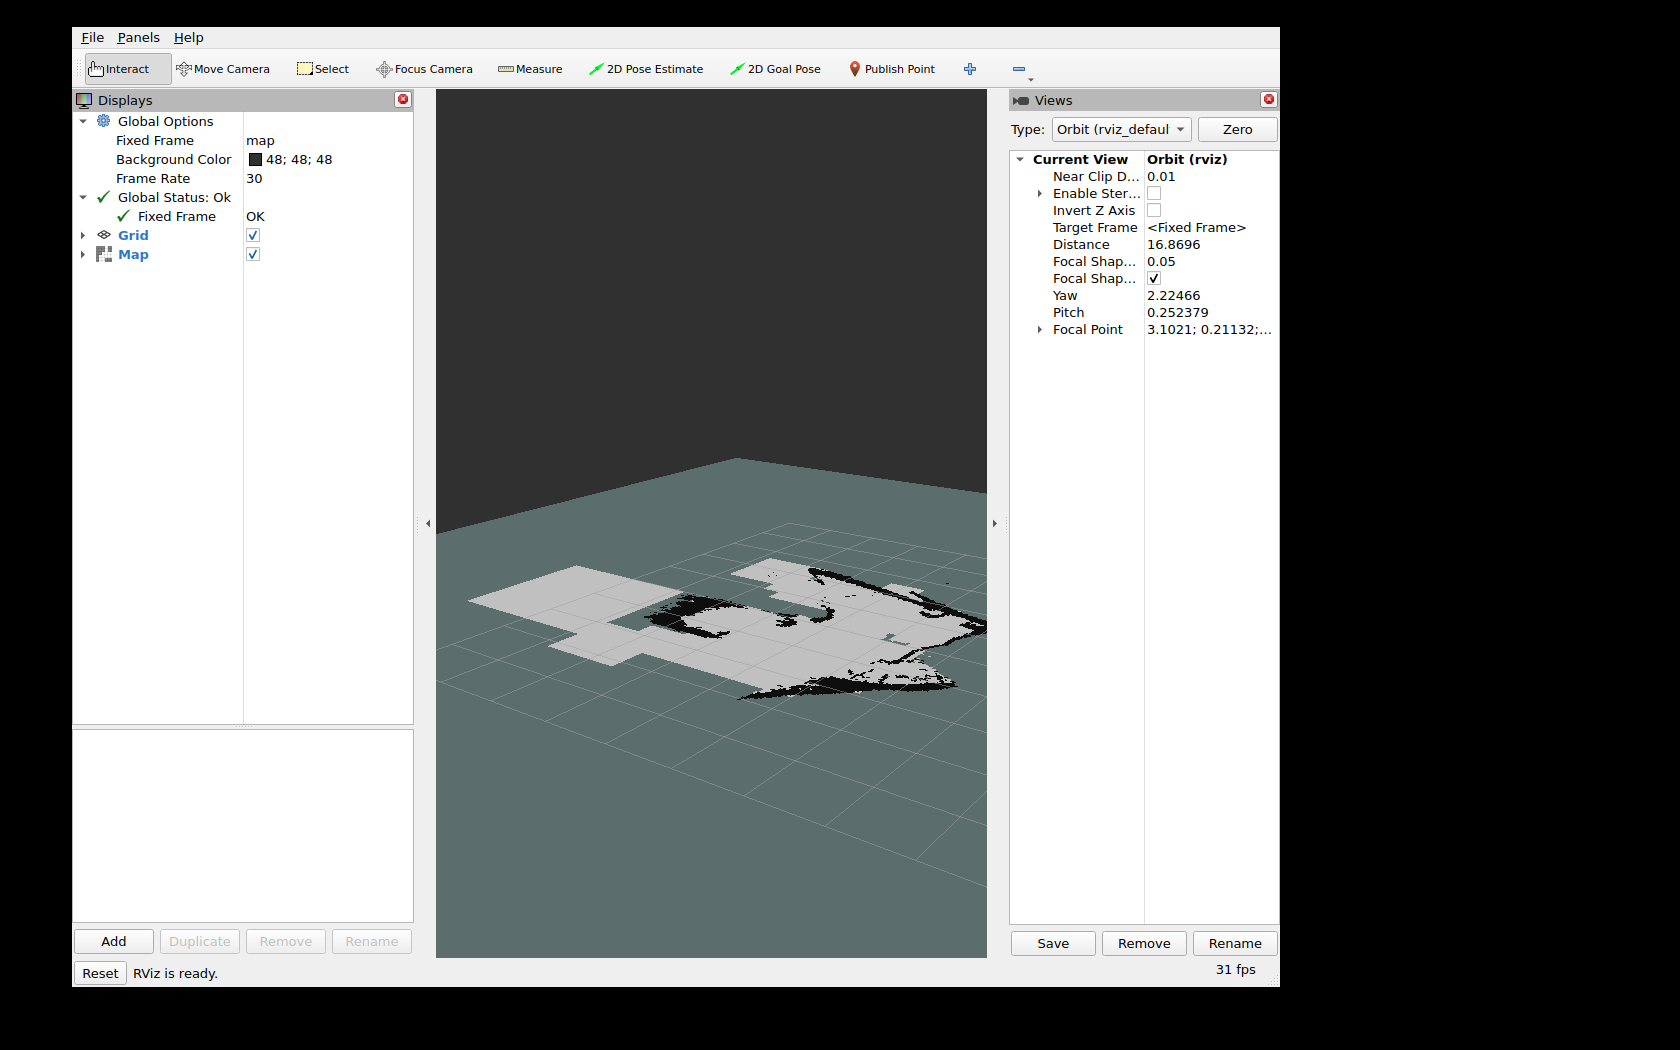 File Panels Help
Interact Move Camera Select Focus Camera Measure 2D Pose Estimate 2D Goal Pose Publish Point
Displays
Global Options
Fixed Frame map
Background Color 48; 48; 48
Frame Rate 30
Global Status: Ok
Fixed Frame OK
Grid
Map
Add Duplicate Remove Rename
Reset RViz is ready.
Views
Type: Orbit (rviz_defaul Zero
Current View Orbit (rviz)
Near Clip D... 0.01
Enable Ster...
Invert Z Axis
Target Frame <Fixed Frame>
Distance 16.8696
Focal Shap... 0.05
Focal Shap...
Yaw 2.22466
Pitch 0.252379
Focal Point 3.1021; 0.21132;...
Save Remove Rename
31 fps